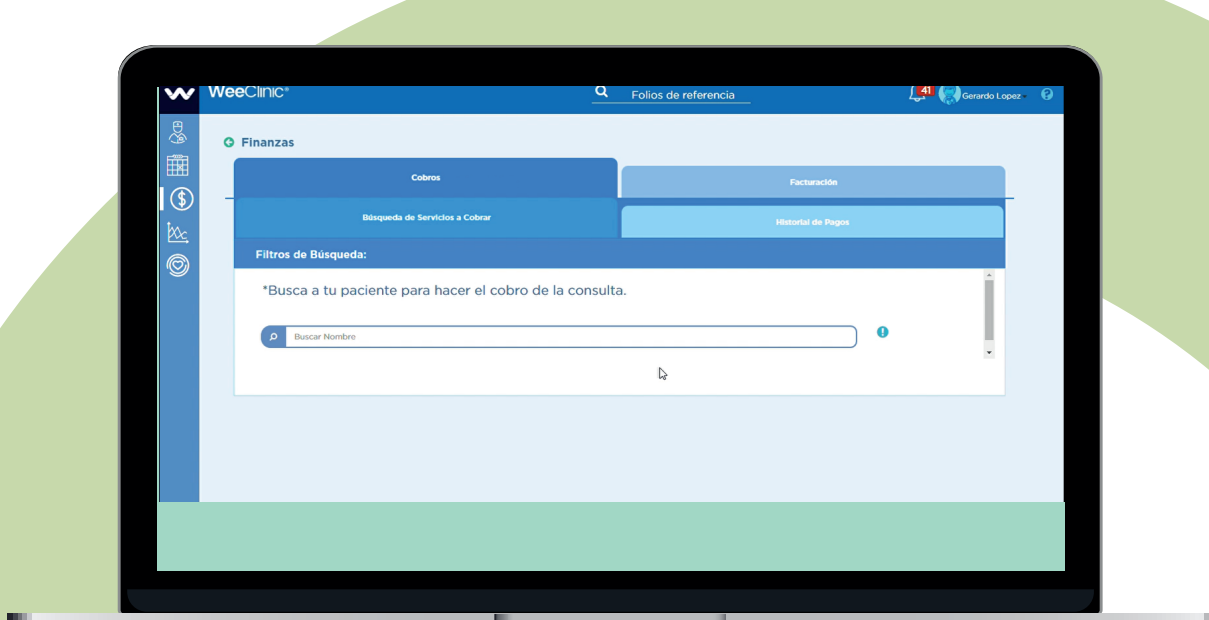 WeeClinic®
Folios de referencia
41
Gerardo Lopez
Finanzas
Cobros
Facturación
Búsqueda de Servicios a Cobrar
Historial de Pagos
Filtros de Búsqueda:
*Busca a tu paciente para hacer el cobro de la consulta.
Buscar Nombre